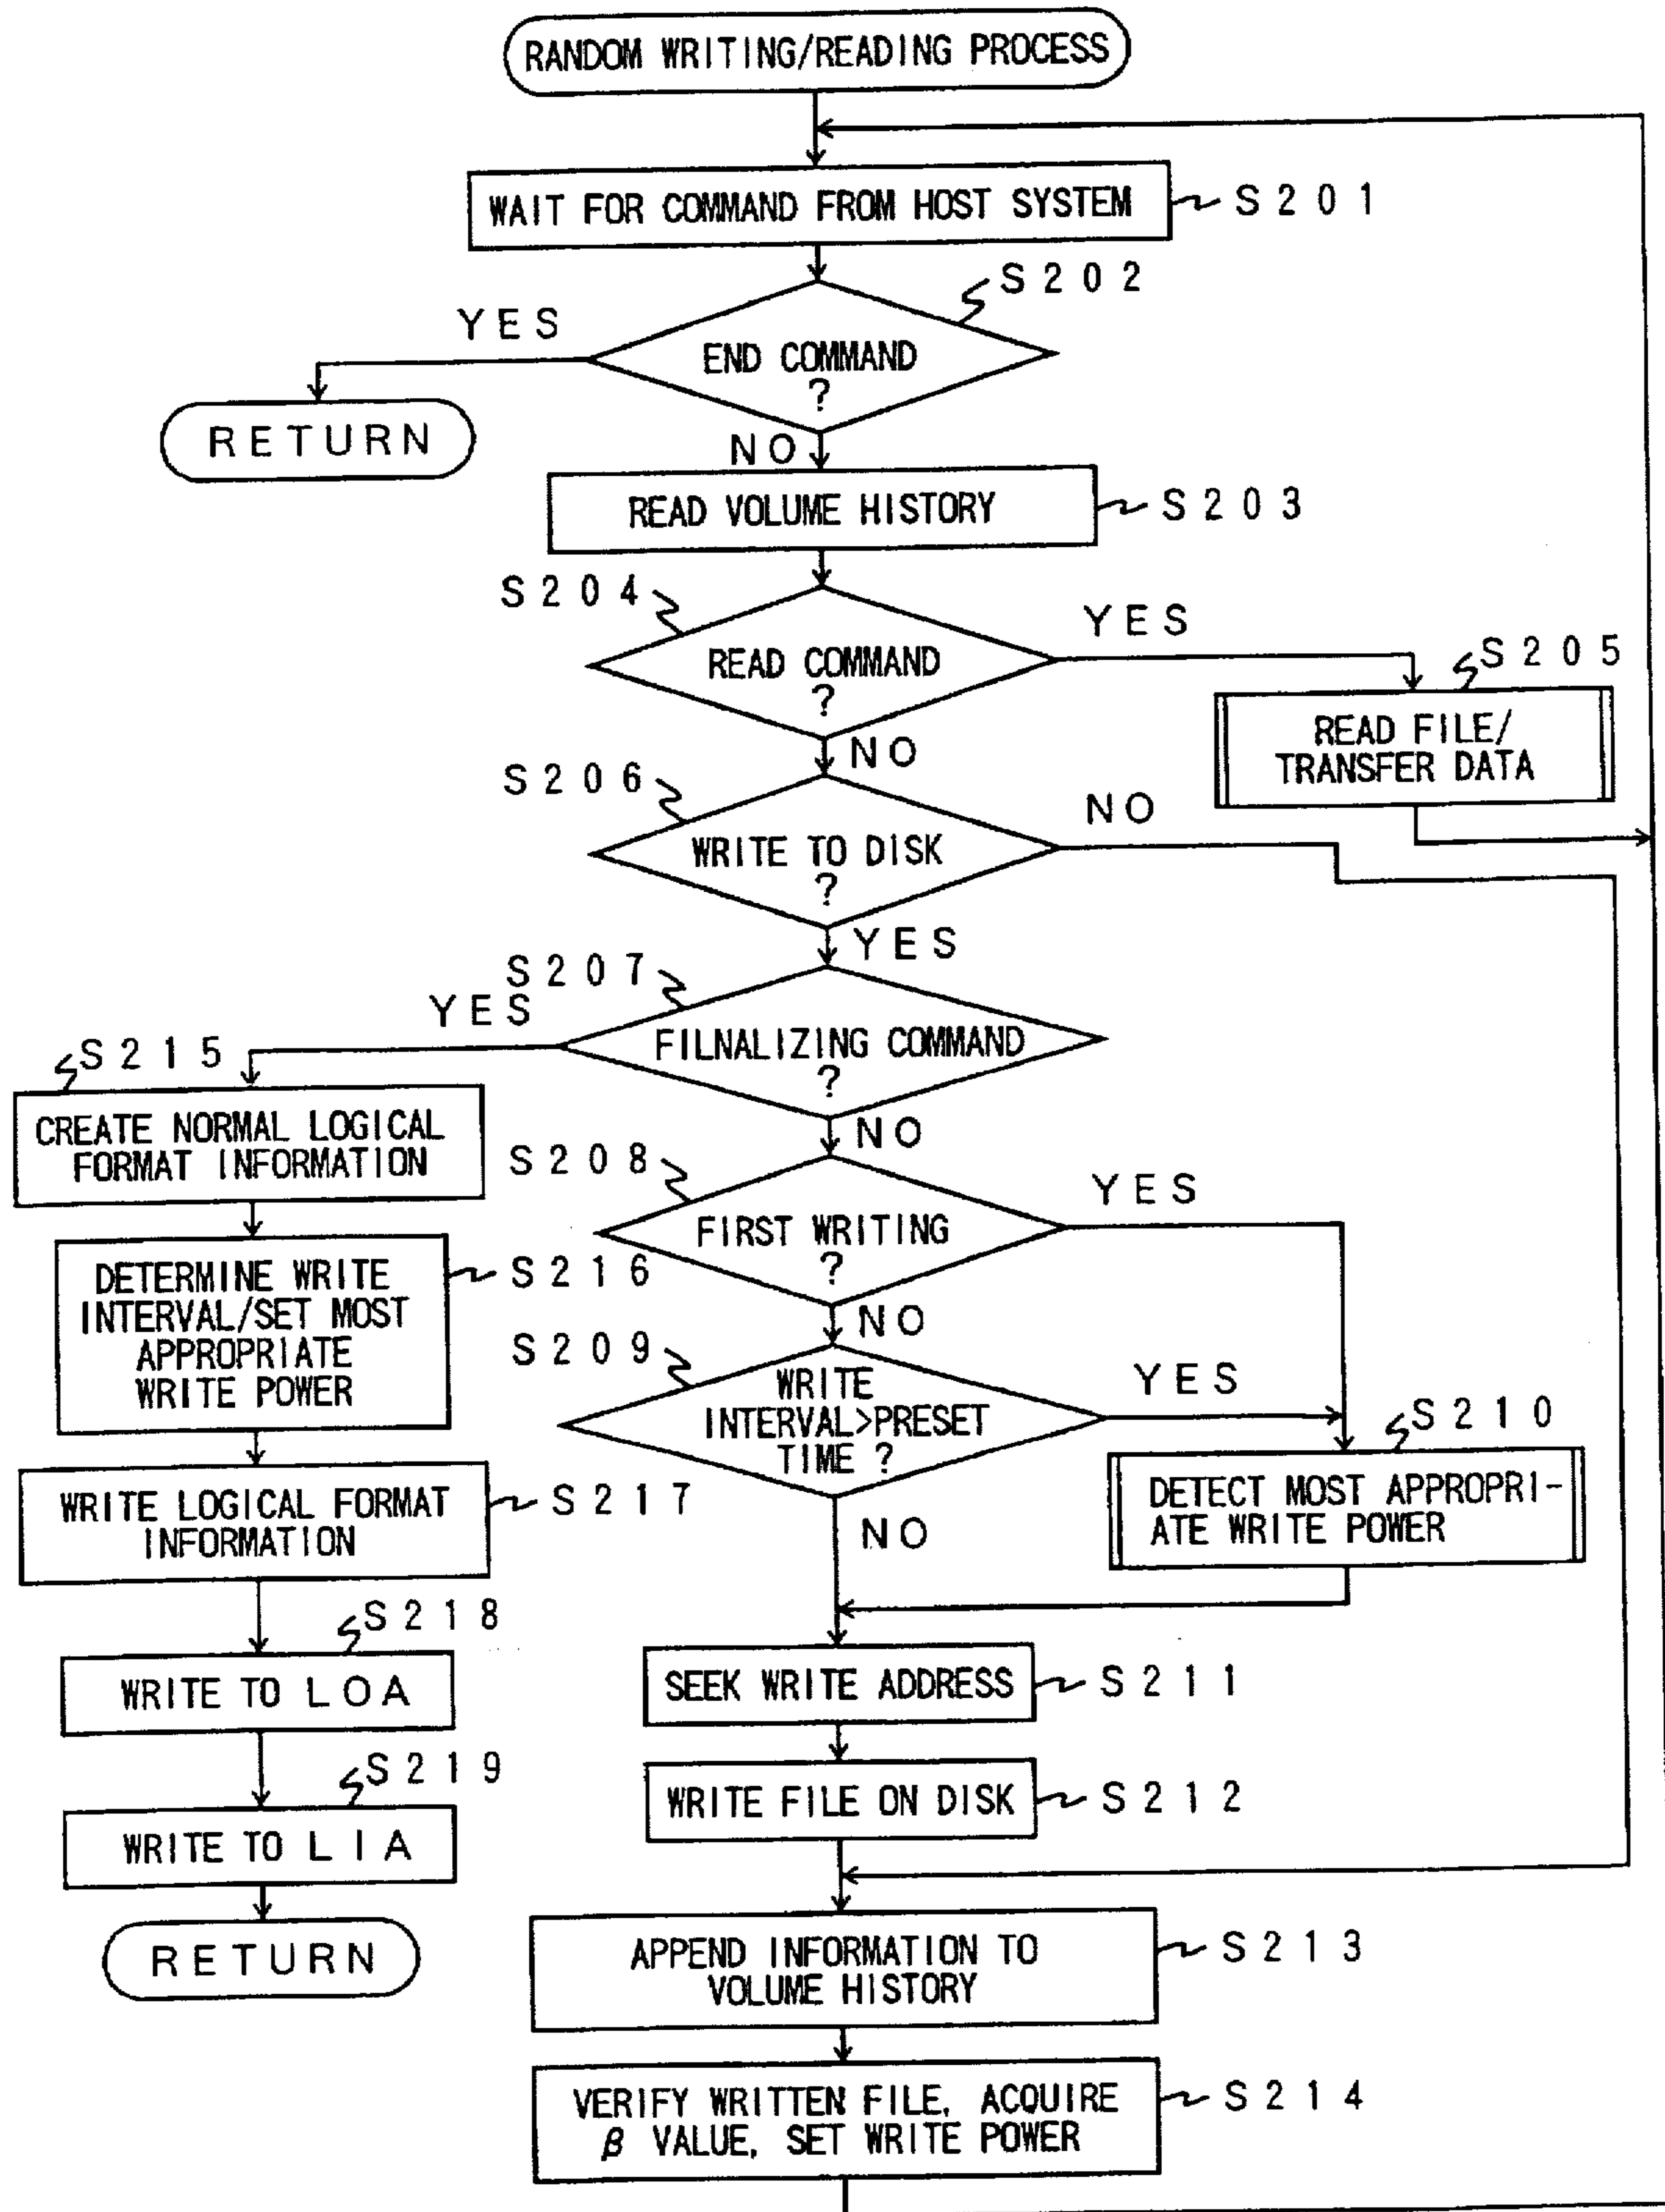 RANDOM WRITING/READING PROCESS
WAIT FOR COMMAND FROM HOST SYSTEM
S201
S202
YES
END COMMAND
?
RETURN
NO
READ VOLUME HISTORY
S203
S204
YES
READ COMMAND
?
S205
READ FILE/
TRANSFER DATA
NO
S206
NO
WRITE TO DISK
?
YES
S207
YES
FILNALIZING COMMAND
?
S215
CREATE NORMAL LOGICAL
FORMAT INFORMATION
NO
S208
YES
FIRST WRITING
?
DETERMINE WRITE
INTERVAL/SET MOST
APPROPRIATE
WRITE POWER
S216
NO
S209
YES
WRITE
INTERVAL>PRESET
TIME ?
S210
DETECT MOST APPROPRI-
ATE WRITE POWER
WRITE LOGICAL FORMAT
INFORMATION
S217
NO
S218
WRITE TO LOA
SEEK WRITE ADDRESS
S211
S219
WRITE TO LIA
WRITE FILE ON DISK
S212
RETURN
APPEND INFORMATION TO
VOLUME HISTORY
S213
VERIFY WRITTEN FILE, ACQUIRE
β VALUE, SET WRITE POWER
S214